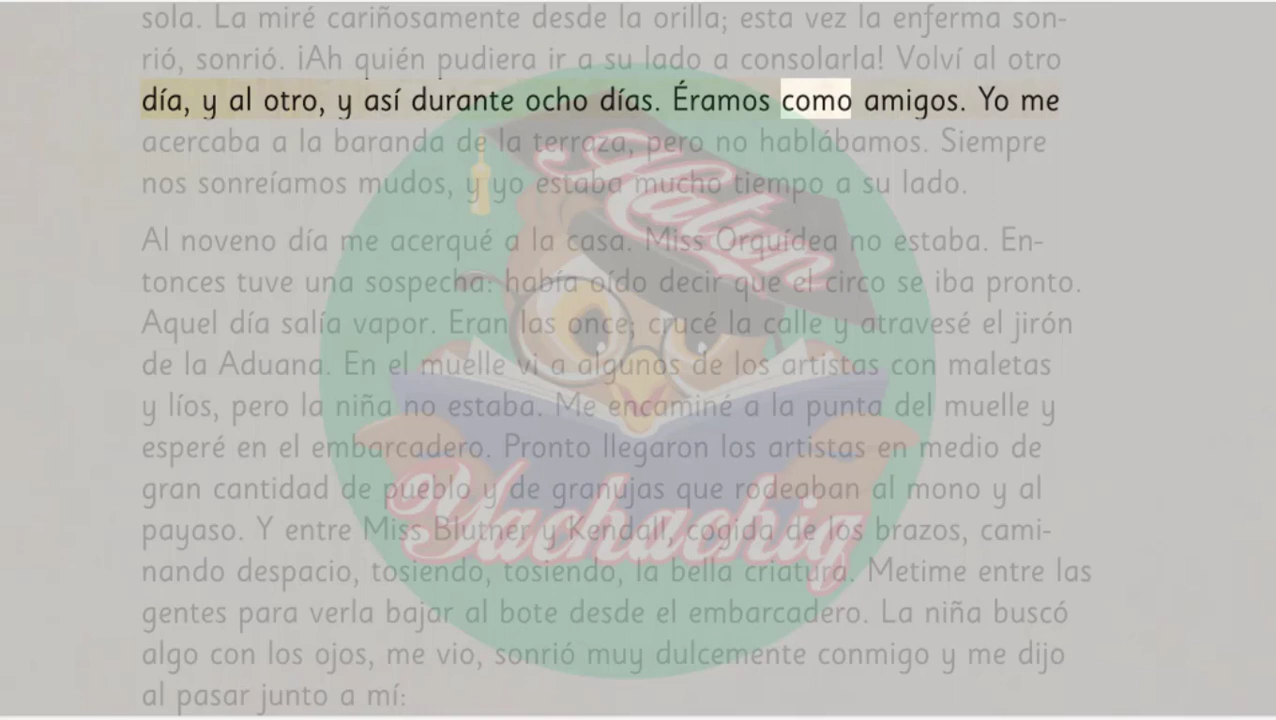 sola. La miré cariñosamente desde la orilla; esta vez la enferma son-
rió, sonrió. ¡Ah quién pudiera ir a su lado a consolarla! Volví al otro
día, y al otro, y así durante ocho días. Éramos como amigos. Yo me
acercaba a la baranda de la terraza, pero no hablábamos. Siempre
nos sonreíamos mudos, y yo estaba mucho tiempo a su lado.
Al noveno día me acerqué a la casa. Miss Orquídea no estaba. En-
tonces tuve una sospecha: había oído decir que el circo se iba pronto.
Aquel día salía vapor. Eran las once; crucé la calle y atravesé el jirón
de la Aduana. En el muelle vi a algunos de los artistas con maletas
y líos, pero la niña no estaba. Me encaminé a la punta del muelle y
esperé en el embarcadero. Pronto llegaron los artistas en medio de
gran cantidad de pueblo y de granujas que rodeaban al mono y al
payaso. Y entre Miss Blutner y Kendall, cogida de los brazos, cami-
nando despacio, tosiendo, tosiendo, la bella criatura. Metime entre las
gentes para verla bajar al bote desde el embarcadero. La niña buscó
algo con los ojos, me vio, sonrió muy dulcemente conmigo y me dijo
al pasar junto a mí:
Hatun
Yachachiq